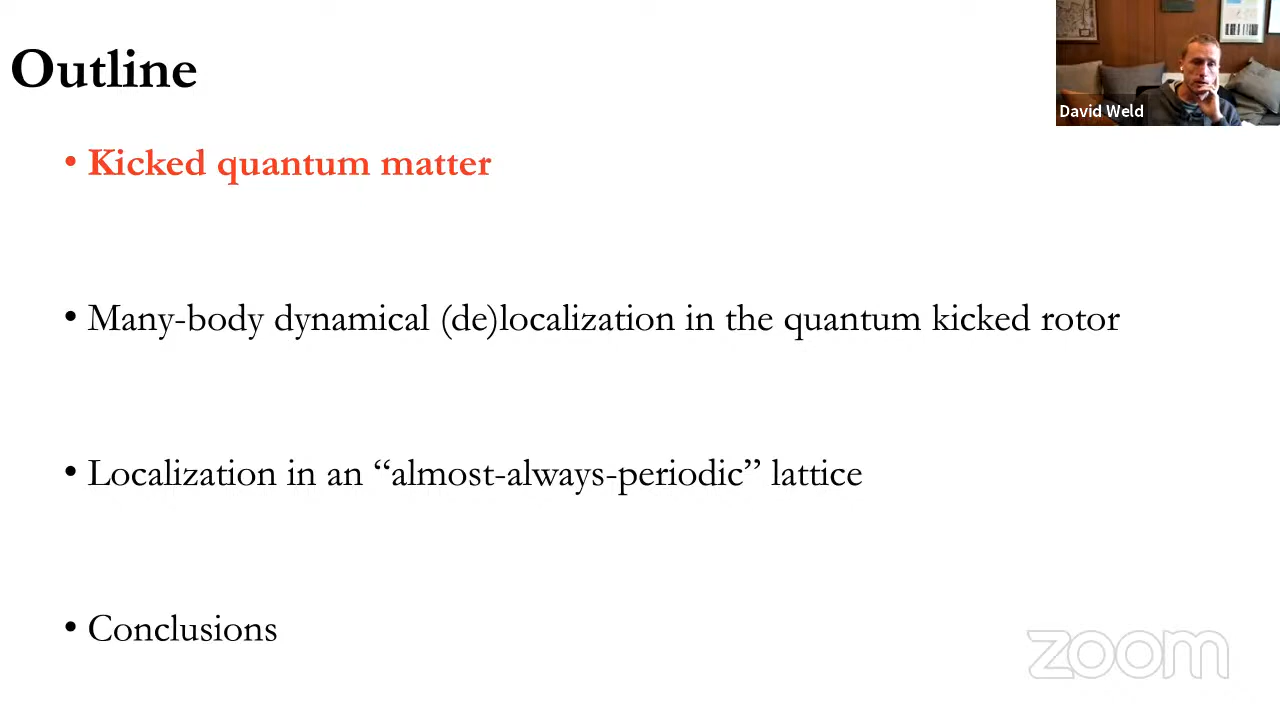 Outline
David Weld
• Kicked quantum matter
• Many-body dynamical (de)localization in the quantum kicked rotor
• Localization in an “almost-always-periodic” lattice
• Conclusions
zoom